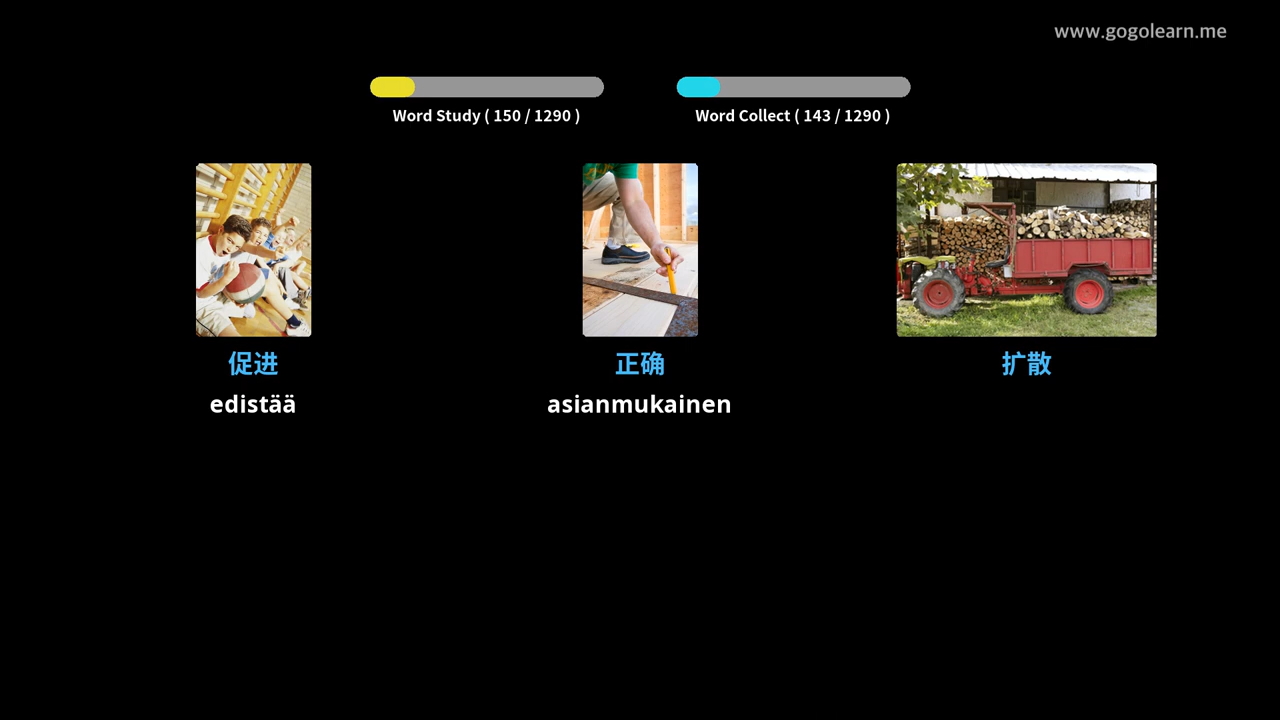 www.gogolearn.me
Word Study ( 150 / 1290 )
Word Collect ( 143 / 1290 )
促进
正确
扩散
edistää
asianmukainen